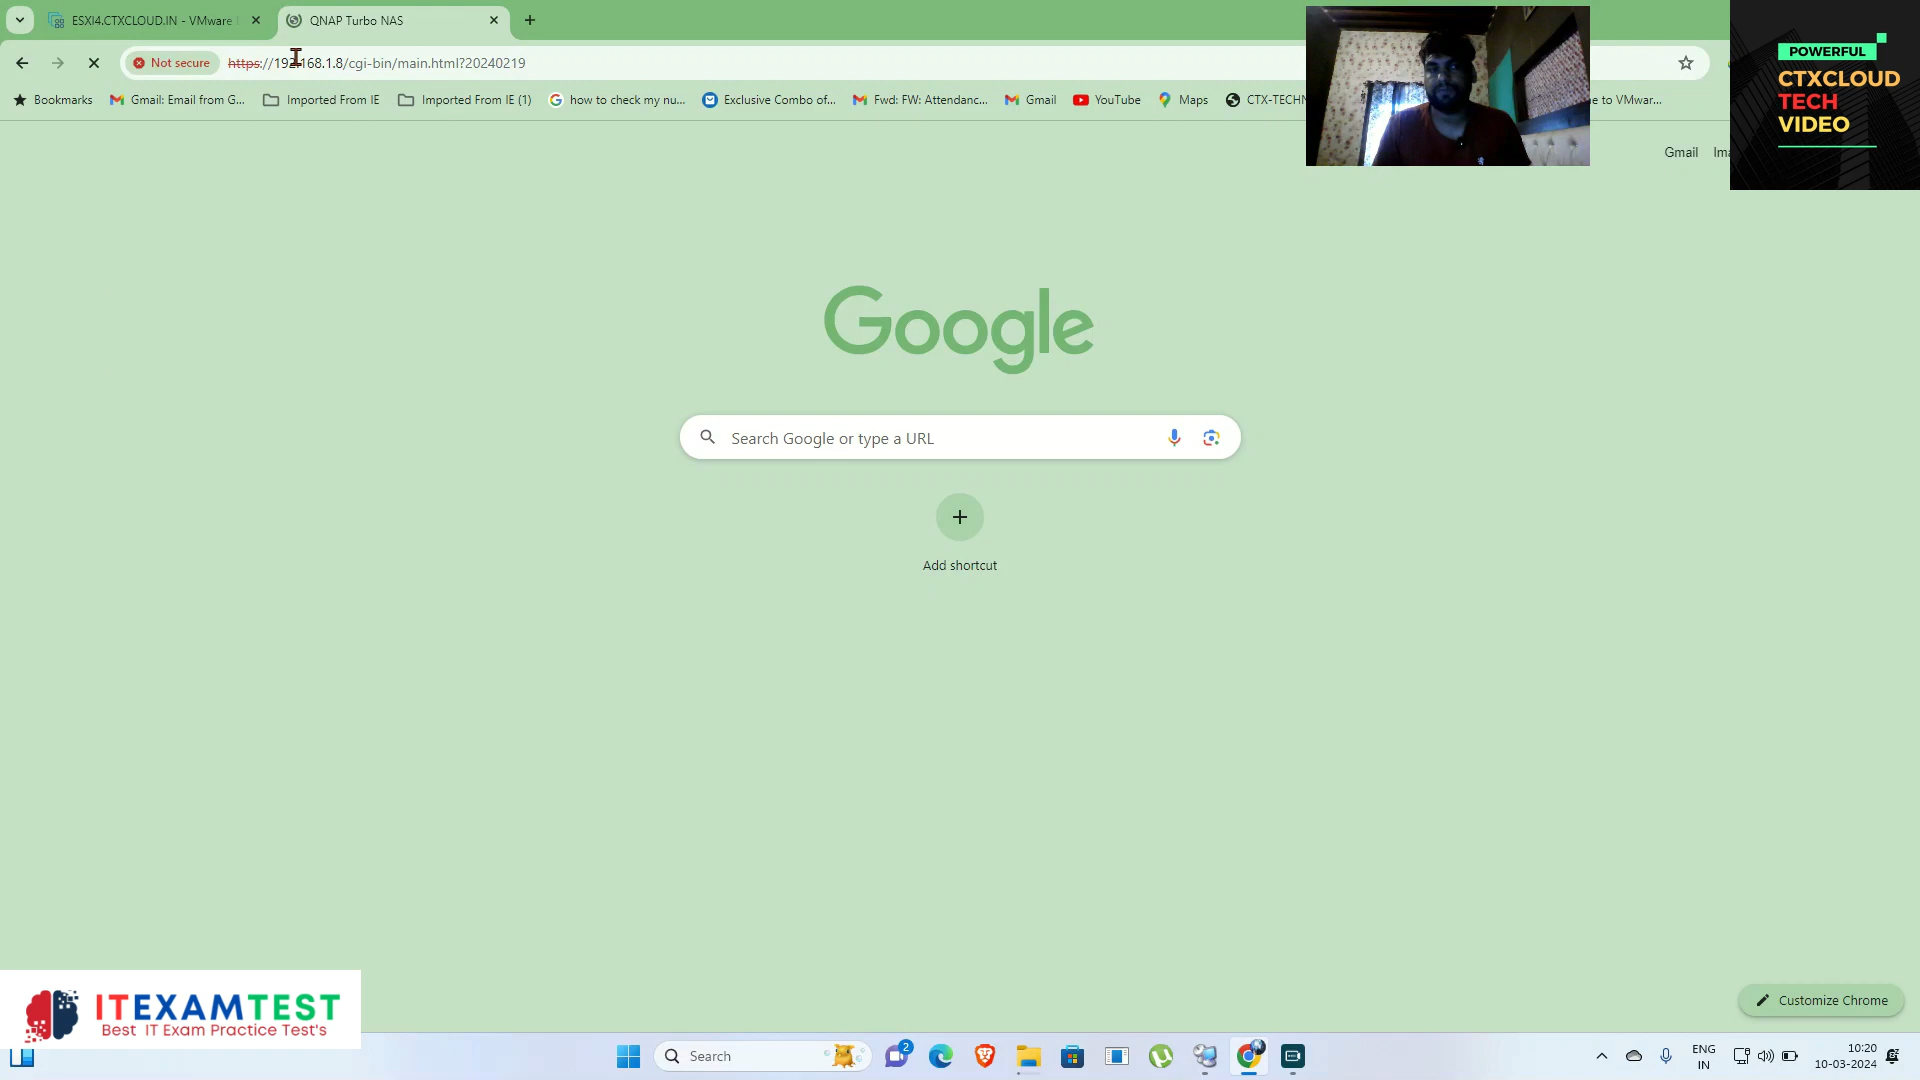 ESXI4.CTXCLOUD.IN - VMware
QNAP Turbo NAS
Not secure
https://192.168.1.8/cgi-bin/main.html?20240219
Bookmarks
Gmail: Email from G...
Imported From IE
Imported From IE (1)
how to check my nu...
Exclusive Combo of...
Fwd: FW: Attendanc...
Gmail
YouTube
Maps
e to VMwar...
POWERFUL
CTXCLOUD
TECH
VIDEO
Gmail
Google
Search Google or type a URL
Add shortcut
Customize Chrome
ITEXAMTEST
Best IT Exam Practice Test's
Search
2
ENG
IN
10:20
10-03-2024